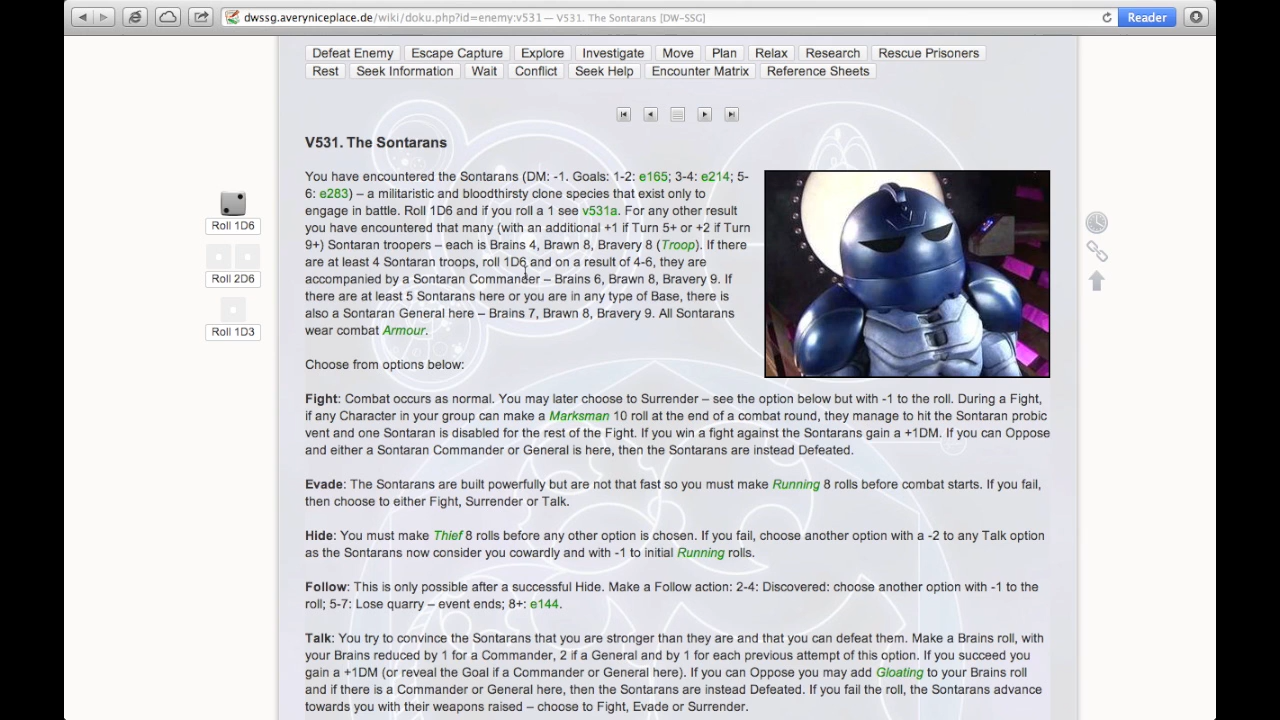 dwssg.averyniceplace.de/wiki/doku.php?id=enemy:v531 — V531. The Sontarans [DW-SSG]
Reader
Defeat Enemy Escape Capture Explore Investigate Move Plan Relax Research Rescue Prisoners
Rest Seek Information Wait Conflict Seek Help Encounter Matrix Reference Sheets
V531. The Sontarans
You have encountered the Sontarans (DM: -1. Goals: 1-2: e165; 3-4: e214; 5-
6: e283) – a militaristic and bloodthirsty clone species that exist only to
engage in battle. Roll 1D6 and if you roll a 1 see v531a. For any other result
you have encountered that many (with an additional +1 if Turn 5+ or +2 if Turn
9+) Sontaran troopers – each is Brains 4, Brawn 8, Bravery 8 (Troop). If there
are at least 4 Sontaran troops, roll 1D6 and on a result of 4-6, they are
accompanied by a Sontaran Commander – Brains 6, Brawn 8, Bravery 9. If
there are at least 5 Sontarans here or you are in any type of Base, there is
also a Sontaran General here – Brains 7, Brawn 8, Bravery 9. All Sontarans
wear combat Armour.
Roll 1D6
Roll 2D6
Roll 1D3
Choose from options below:
Fight: Combat occurs as normal. You may later choose to Surrender – see the option below but with -1 to the roll. During a Fight,
if any Character in your group can make a Marksman 10 roll at the end of a combat round, they manage to hit the Sontaran probic
vent and one Sontaran is disabled for the rest of the Fight. If you win a fight against the Sontarans gain a +1DM. If you can Oppose
and either a Sontaran Commander or General is here, then the Sontarans are instead Defeated.
Evade: The Sontarans are built powerfully but are not that fast so you must make Running 8 rolls before combat starts. If you fail,
then choose to either Fight, Surrender or Talk.
Hide: You must make Thief 8 rolls before any other option is chosen. If you fail, choose another option with a -2 to any Talk option
as the Sontarans now consider you cowardly and with -1 to initial Running rolls.
Follow: This is only possible after a successful Hide. Make a Follow action: 2-4: Discovered: choose another option with -1 to the
roll; 5-7: Lose quarry – event ends; 8+: e144.
Talk: You try to convince the Sontarans that you are stronger than they are and that you can defeat them. Make a Brains roll, with
your Brains reduced by 1 for a Commander, 2 if a General and by 1 for each previous attempt of this option. If you succeed you
gain a +1DM (or reveal the Goal if a Commander or General here). If you can Oppose you may add Gloating to your Brains roll
and if there is a Commander or General here, then the Sontarans are instead Defeated. If you fail the roll, the Sontarans advance
towards you with their weapons raised – choose to Fight, Evade or Surrender.